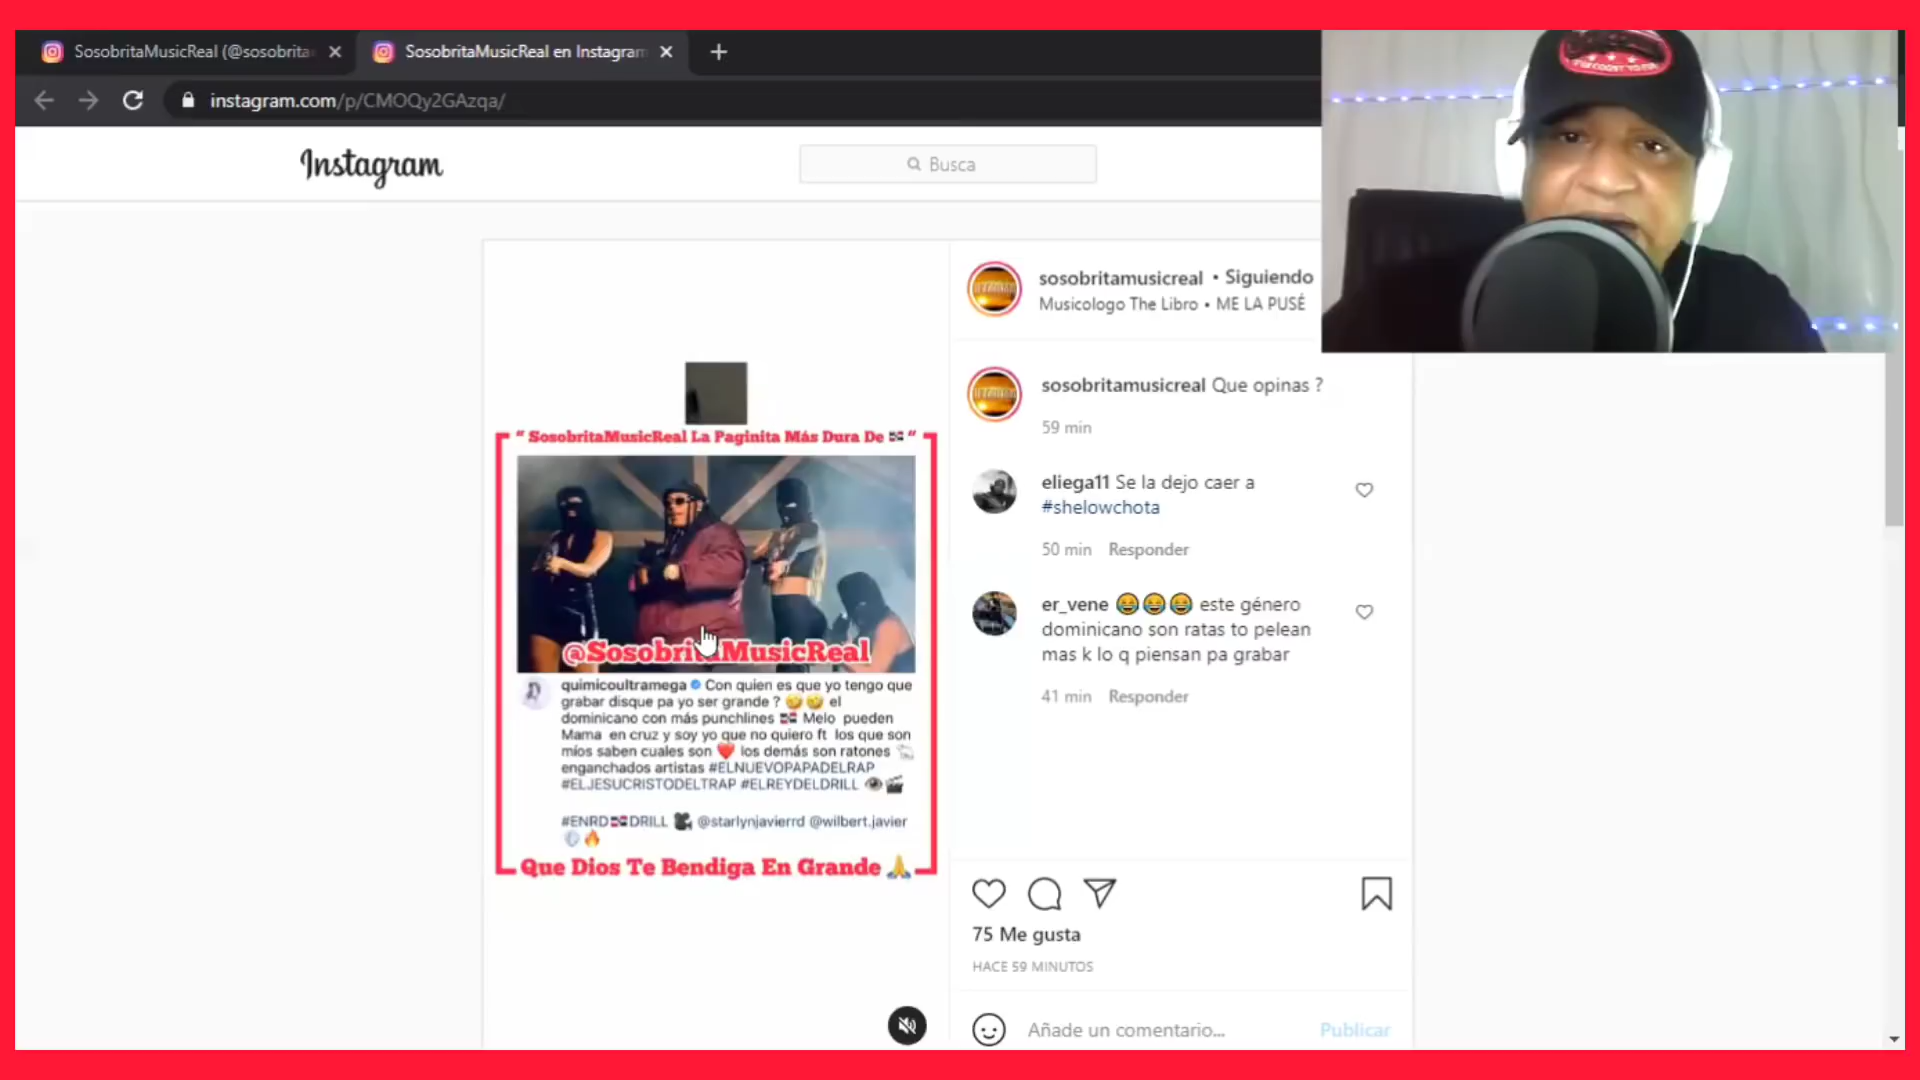 SosobritaMusicReal (@sosobrita
SosobritaMusicReal en Instagram
instagram.com/p/CMOQy2GAzqa/
Instagram
Busca
sosobritamusicreal • Siguiendo
Musicologo The Libro • ME LA PUSÉ
sosobritamusicreal Que opinas ?
59 min
eliega11 Se la dejo caer a
#shelowchota
50 min Responder
er_vene 😂😂😂 este género
dominicano son ratas to pelean
mas k lo q piensan pa grabar
41 min Responder
" SosobritaMusicReal La Paginita Más Dura De 🇩🇴 "
@SosobritaMusicReal
quimicoultramega Con quien es que yo tengo que
grabar disque pa yo ser grande ? 🤣🤣 el
dominicano con más punchlines 🇩🇴 Melo pueden
Mama en cruz y soy yo que no quiero ft los que son
míos saben cuales son ❤️ los demás son ratones 🐁
enganchados artistas #ELNUEVOPAPADELRAP
#ELJESUCRISTODELTRAP #ELREYDELDRILL 👁🎬
#ENRD🇩🇴DRILL 🎥 @starlynjavierrd @wilbert.javier
🔥
Que Dios Te Bendiga En Grande 🙏
75 Me gusta
HACE 59 MINUTOS
Añade un comentario... Publicar